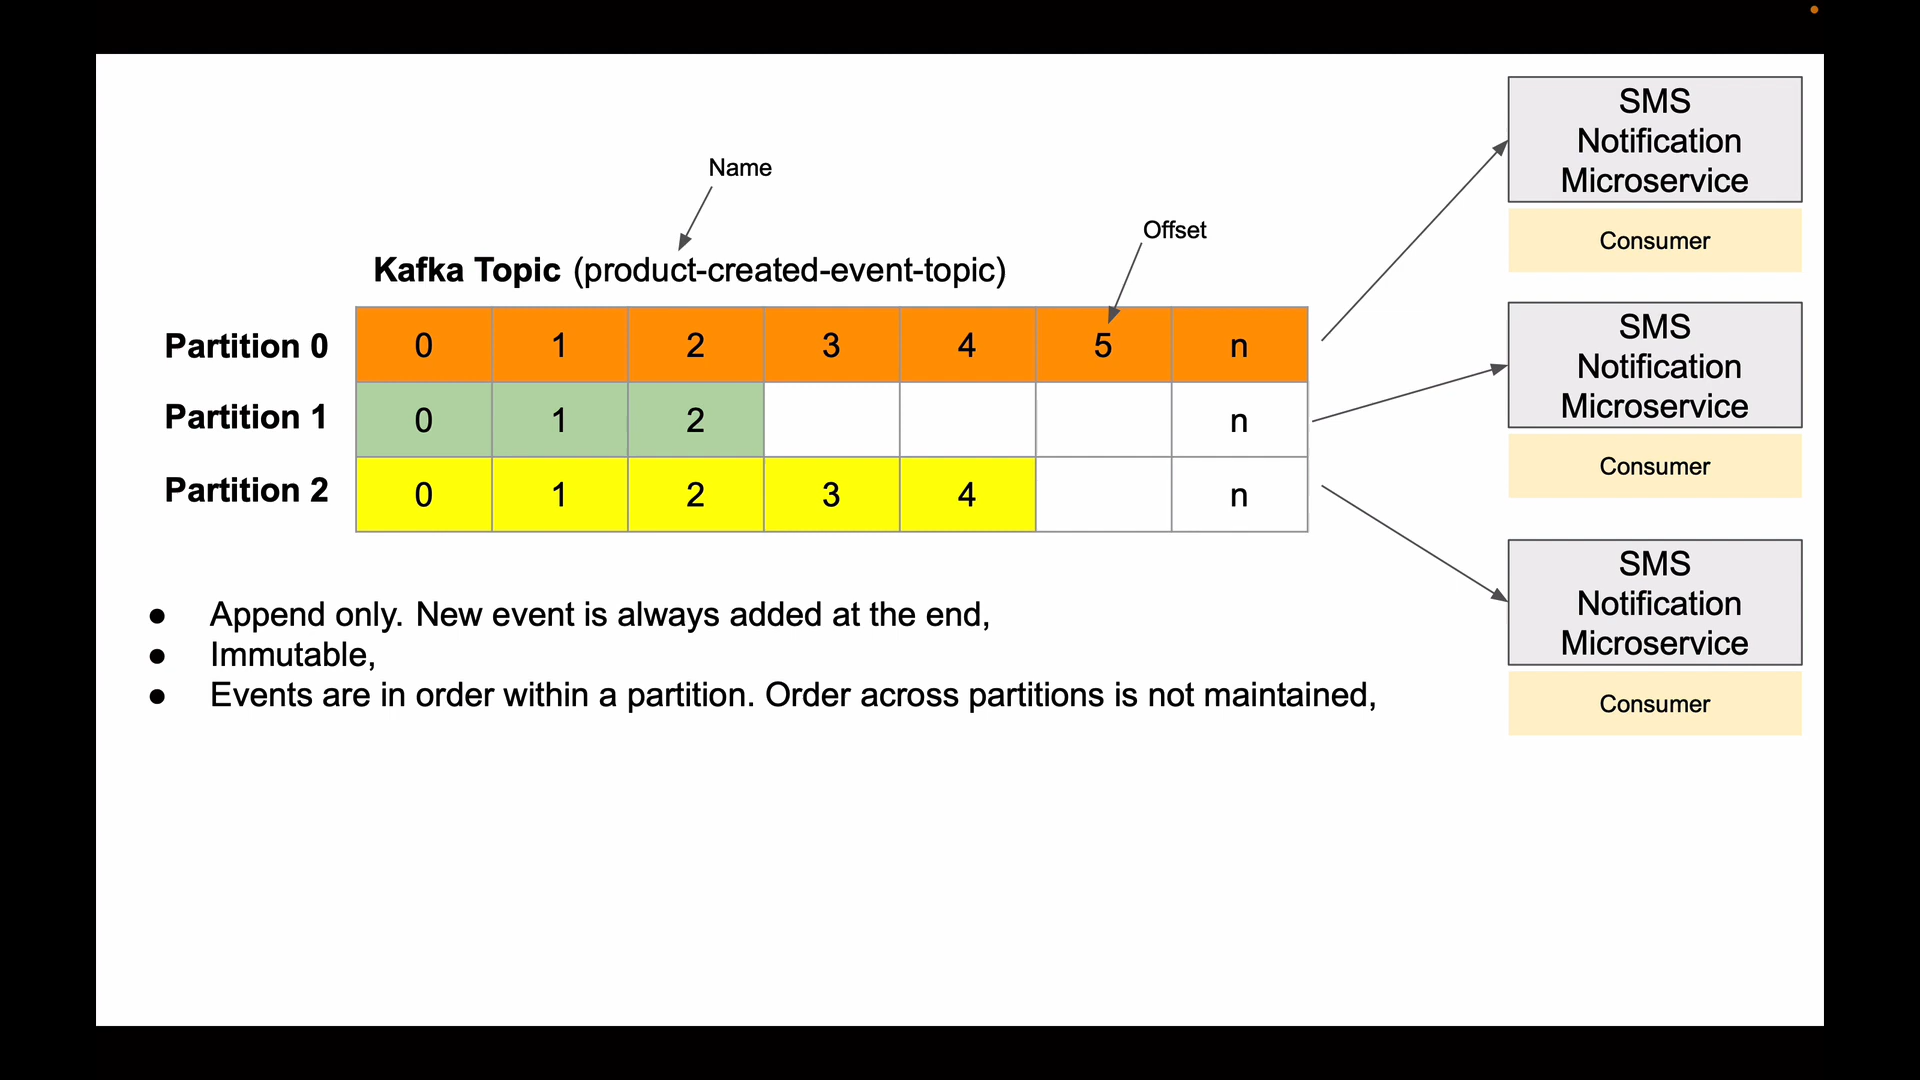 Name
Offset
Kafka Topic (product-created-event-topic)
Partition 0 0 1 2 3 4 5 n
Partition 1 0 1 2 n
Partition 2 0 1 2 3 4 n
● Append only. New event is always added at the end,
● Immutable,
● Events are in order within a partition. Order across partitions is not maintained,
SMS
Notification
Microservice
Consumer
SMS
Notification
Microservice
Consumer
SMS
Notification
Microservice
Consumer